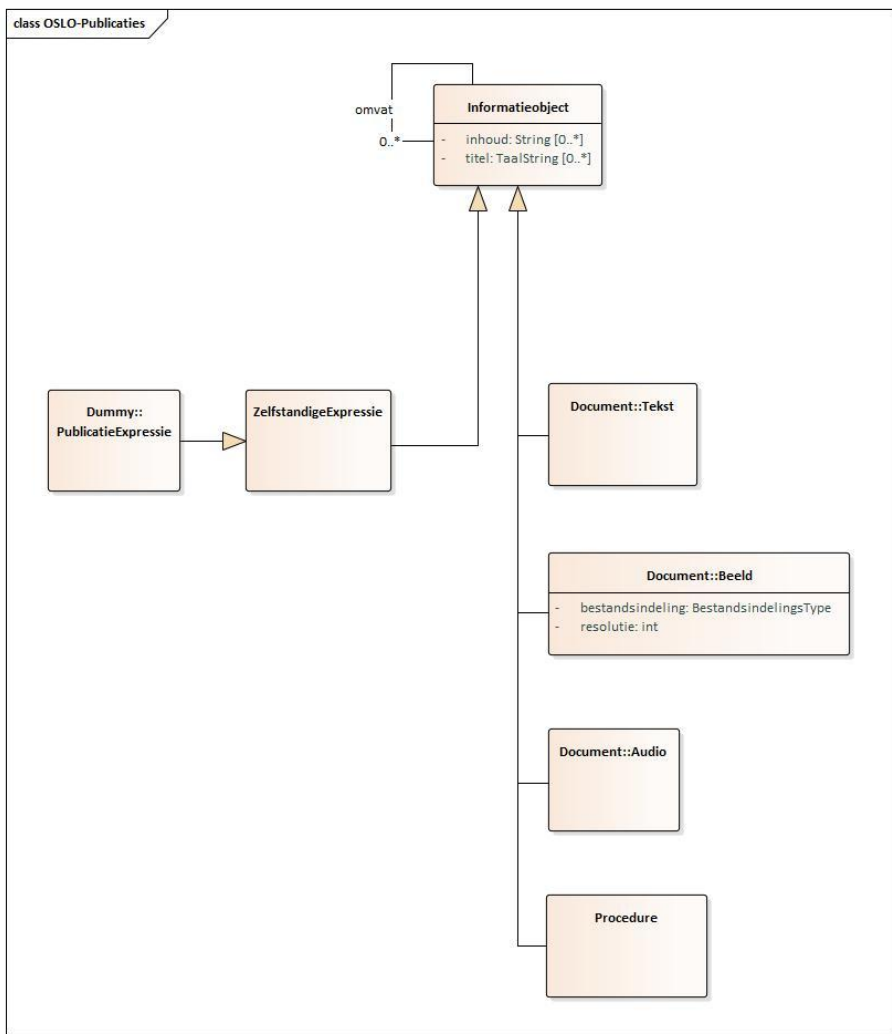 class OSLO-Publicaties
Informatieobject
omvat
0..*
- inhoud: String [0..*]
- titel: TaalString [0..*]
Dummy::
PublicatieExpressie
ZelfstandigeExpressie
Document::Tekst
Document::Beeld
- bestandsindeling: BestandsindelingsType
- resolutie: int
Document::Audio
Procedure